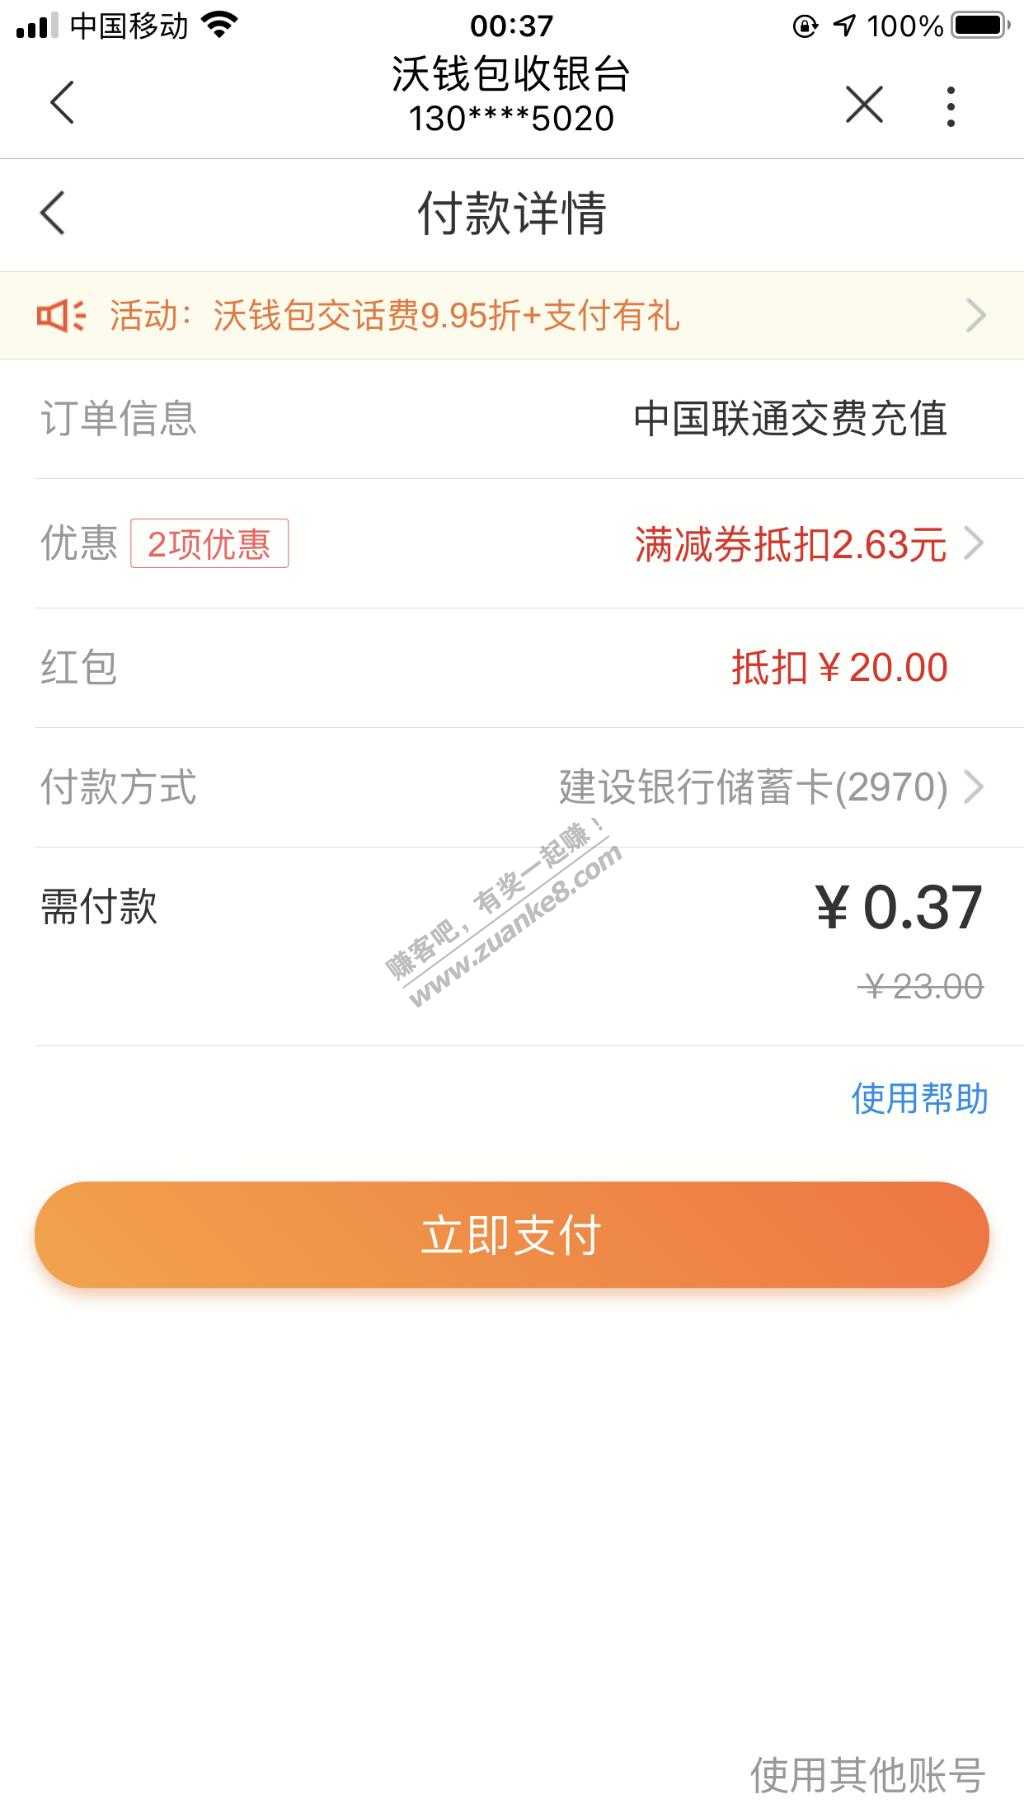 中国移动 00:37 100%
沃钱包收银台
130****5020
付款详情
活动：沃钱包交话费9.95折+支付有礼
订单信息 中国联通交费充值
优惠 2项优惠 满减券抵扣2.63元
红包 抵扣¥20.00
付款方式 建设银行储蓄卡(2970)
赚客吧，有奖一起赚！
www.zuanke8.com
需付款 ¥0.37
¥23.00
使用帮助
立即支付
使用其他账号